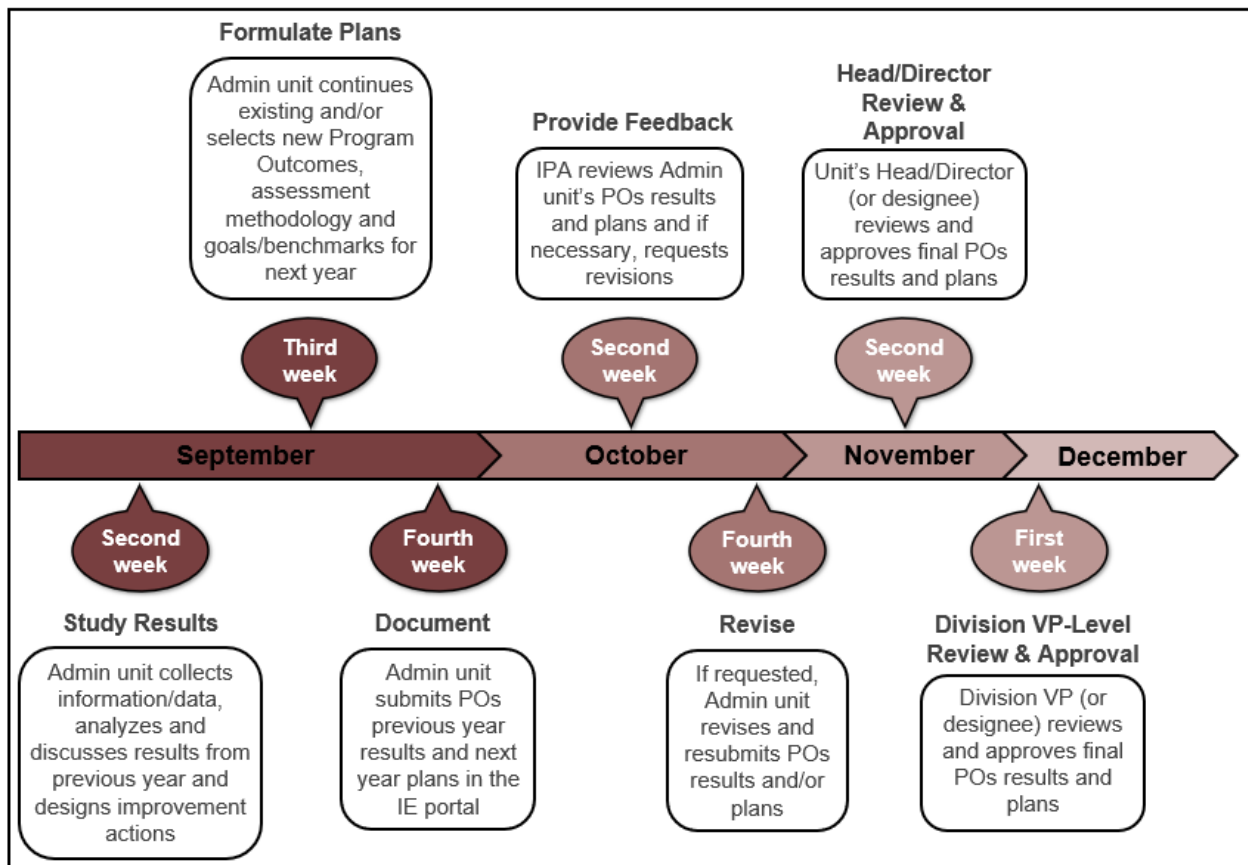 Formulate Plans
Admin unit continues
existing and/or
selects new Program
Outcomes,
assessment
methodology and
goals/benchmarks for
next year
Provide Feedback
IPA reviews Admin
unit's POs results
and plans and if
necessary, requests
revisions
Head/Director
Review &
Approval
Unit's Head/Director
(or designee)
reviews and
approves final POs
results and plans
Third
week
Second
week
Second
week
September
October
November
December
Second
week
Fourth
week
Fourth
week
First
week
Study Results
Admin unit collects
information/data,
analyzes and
discusses results from
previous year and
designs improvement
actions
Document
Admin unit
submits POs
previous year
results and next
year plans in the
IE portal
Revise
If requested,
Admin unit
revises and
resubmits POs
results and/or
plans
Division VP-Level
Review & Approval
Division VP (or
designee) reviews
and approves final
POs results and
plans